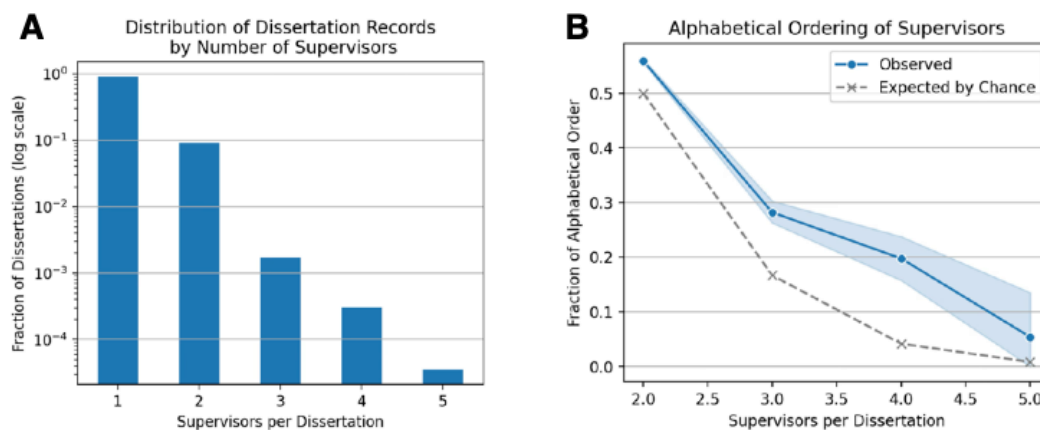 A
Distribution of Dissertation Records
by Number of Supervisors
Fraction of Dissertations (log scale)
10⁰
10⁻¹
10⁻²
10⁻³
10⁻⁴
1 2 3 4 5
Supervisors per Dissertation
B
Alphabetical Ordering of Supervisors
Observed
Expected by Chance
Fraction of Alphabetical Order
0.5
0.4
0.3
0.2
0.1
0.0
2.0 2.5 3.0 3.5 4.0 4.5 5.0
Supervisors per Dissertation